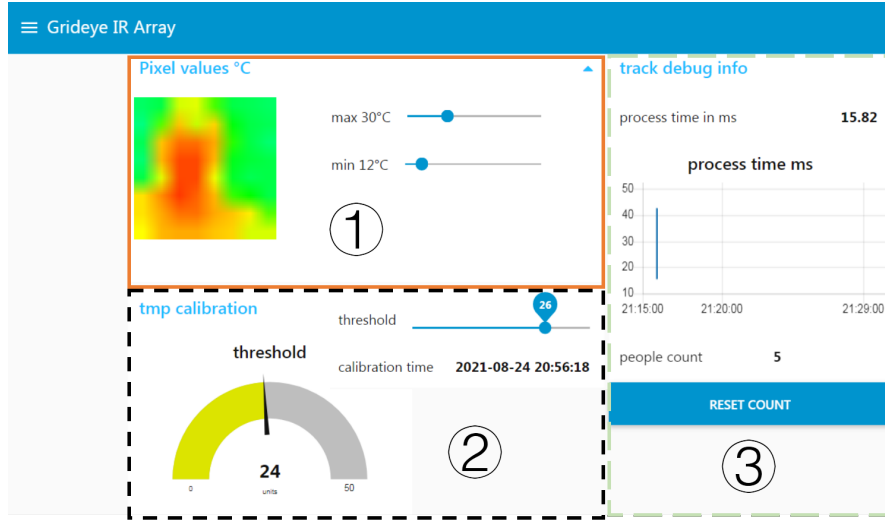 Grideye IR Array
Pixel values °C
max 30°C
min 12°C
①
tmp calibration
threshold
26
calibration time 2021-08-24 20:56:18
threshold
24
units
0
50
②
track debug info
process time in ms 15.82
process time ms
50
40
30
20
10
21:15:00 21:20:00 21:29:00
people count 5
RESET COUNT
③